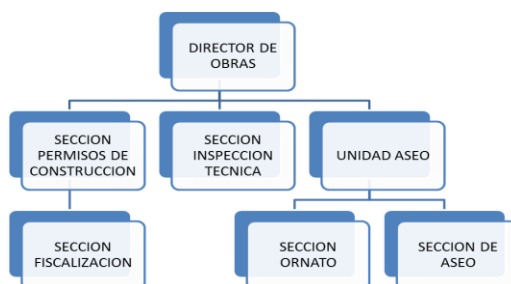 DIRECTOR DE
OBRAS
SECCION
PERMISOS DE
CONSTRUCCION
SECCION
INSPECCION
TECNICA
UNIDAD ASEO
SECCION
FISCALIZACION
SECCION
ORNATO
SECCION DE
ASEO